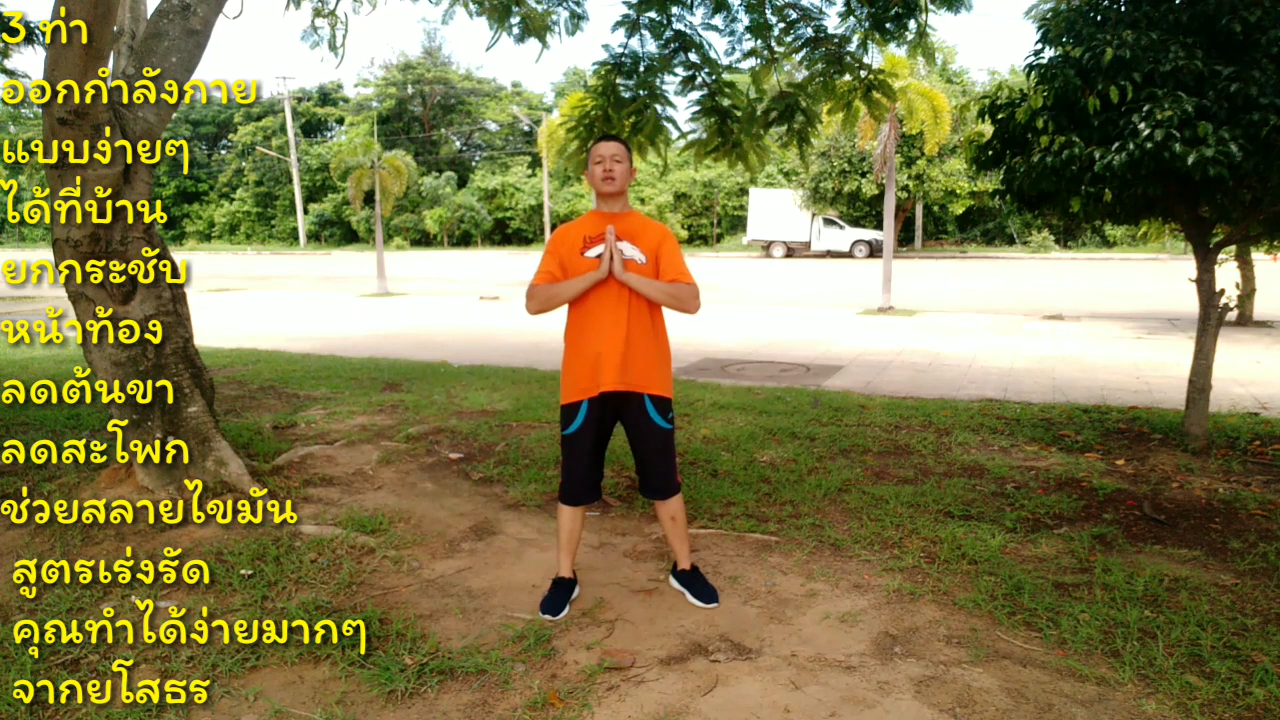 3 ท่า
ออกกำลังกาย
แบบง่ายๆ
ได้ที่บ้าน
ยกกระชับ
หน้าท้อง
ลดต้นขา
ลดสะโพก
ช่วยสลายไขมัน
สูตรเร่งรัด
คุณทำได้ง่ายมากๆ
จากยโสธร